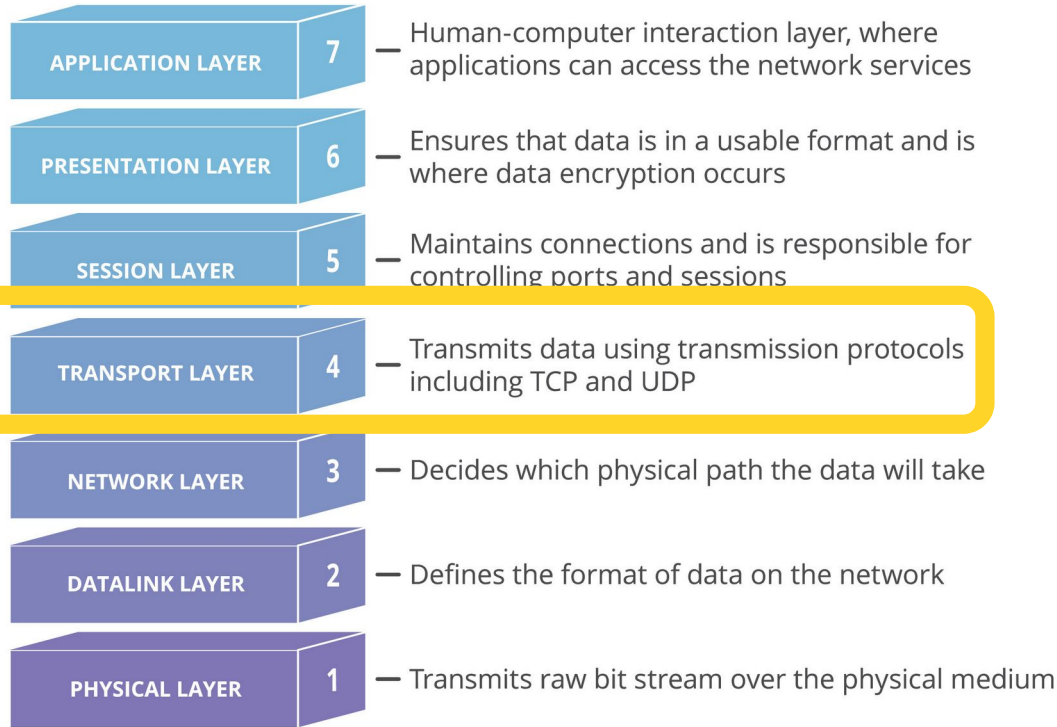 APPLICATION LAYER
7
— Human-computer interaction layer, where
applications can access the network services
PRESENTATION LAYER
6
— Ensures that data is in a usable format and is
where data encryption occurs
SESSION LAYER
5
— Maintains connections and is responsible for
controlling ports and sessions
TRANSPORT LAYER
4
— Transmits data using transmission protocols
including TCP and UDP
NETWORK LAYER
3
— Decides which physical path the data will take
DATALINK LAYER
2
— Defines the format of data on the network
PHYSICAL LAYER
1
— Transmits raw bit stream over the physical medium